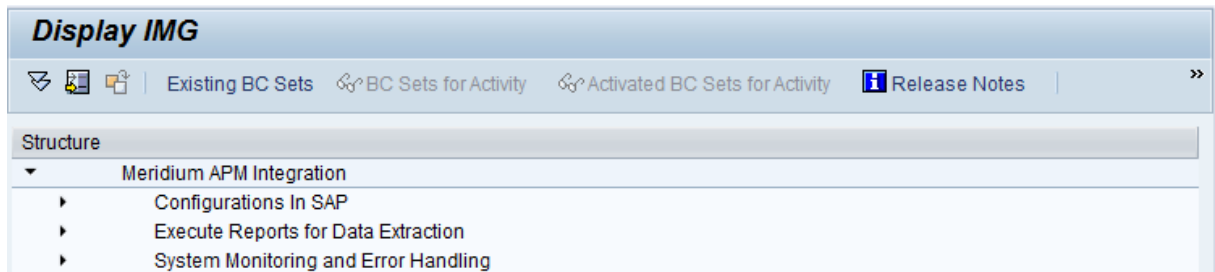 Display IMG
Existing BC Sets BC Sets for Activity Activated BC Sets for Activity Release Notes
Structure
Meridium APM Integration
Configurations In SAP
Execute Reports for Data Extraction
System Monitoring and Error Handling